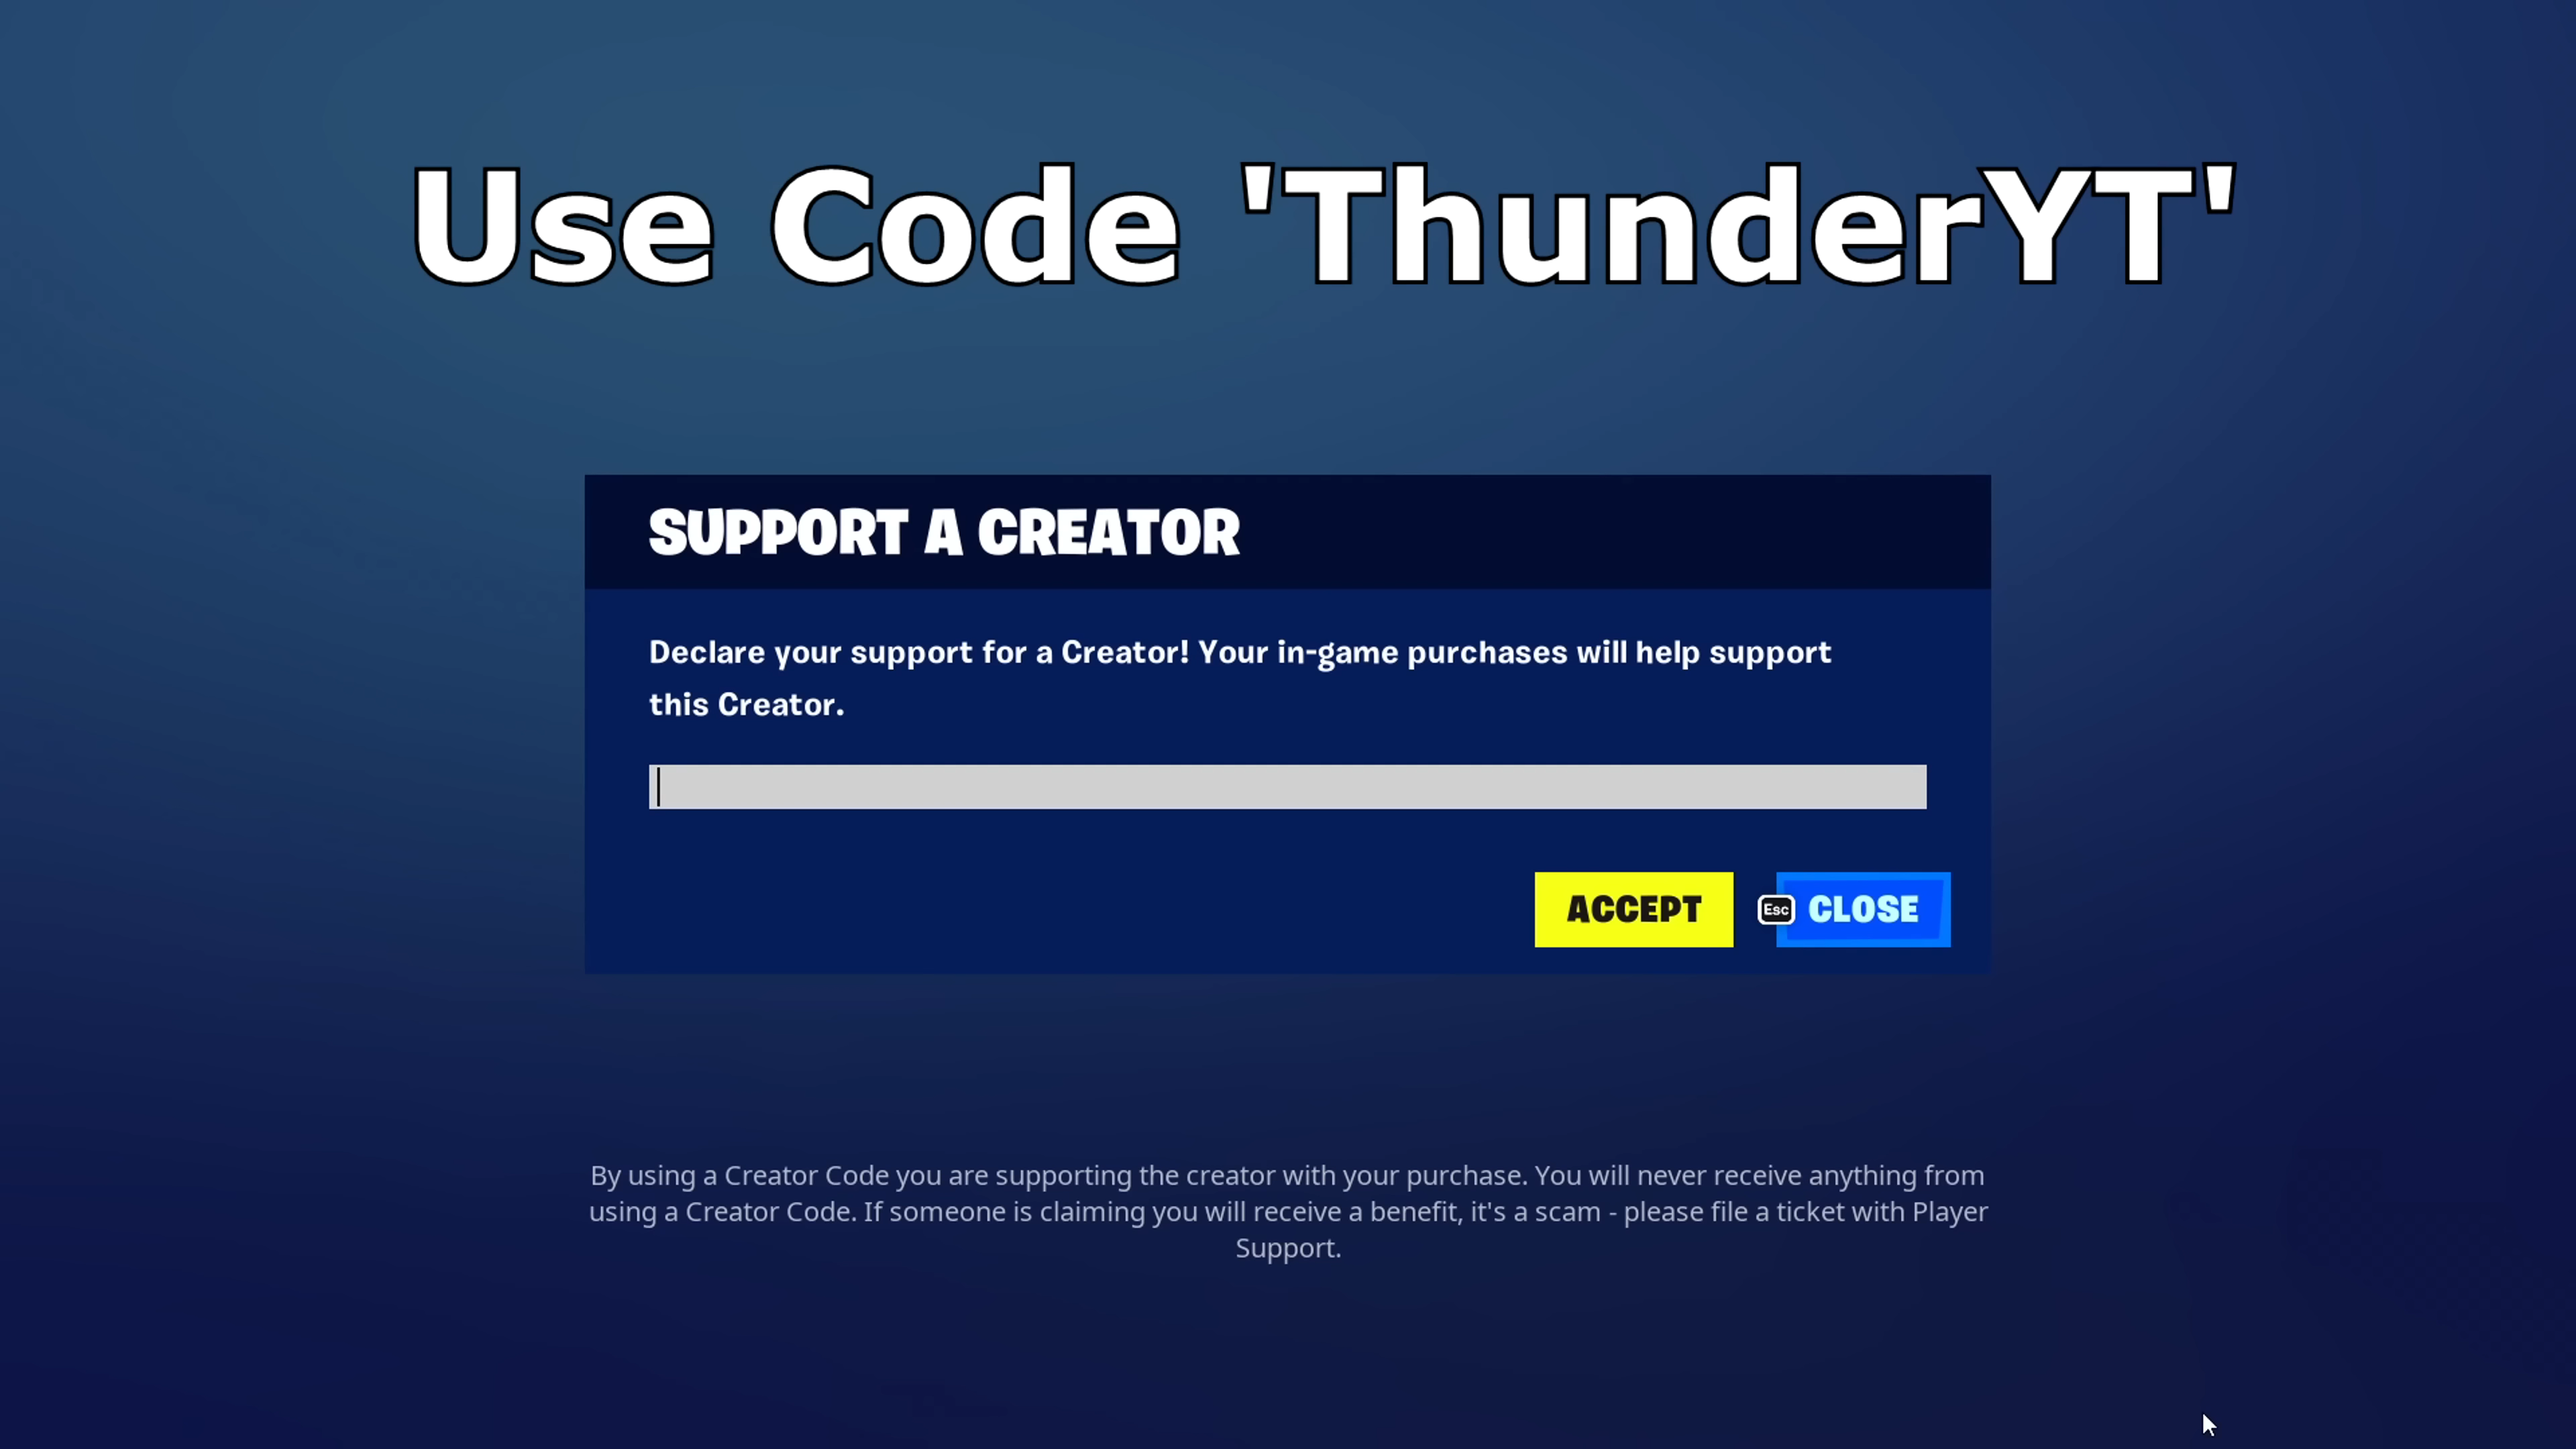 Use Code 'ThunderYT'
SUPPORT A CREATOR
Declare your support for a Creator! Your in-game purchases will help support
this Creator.
ACCEPT
Esc CLOSE
By using a Creator Code you are supporting the creator with your purchase. You will never receive anything from
using a Creator Code. If someone is claiming you will receive a benefit, it's a scam - please file a ticket with Player
Support.